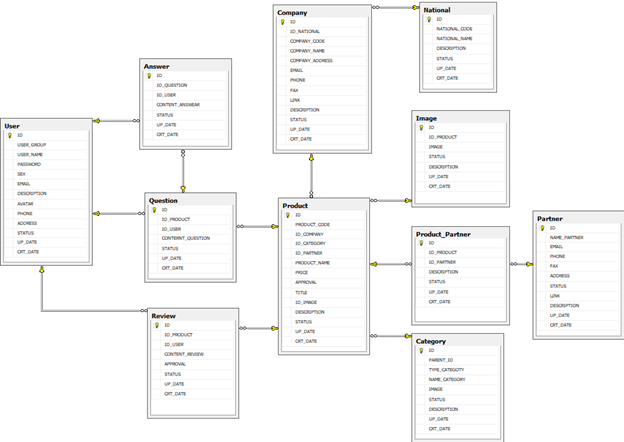 Company
ID
ID_NATIONAL
COMPANY_CODE
COMPANY_NAME
COMPANY_ADDRESS
EMAIL
PHONE
FAX
LINK
DESCRIPTION
STATUS
UP_DATE
CRT_DATE
National
ID
NATIONAL_CODE
NATIONAL_NAME
DESCRIPTION
STATUS
UP_DATE
CRT_DATE
Answer
ID
ID_QUESTION
ID_USER
CONTENT_ANSWEAR
STATUS
UP_DATE
CRT_DATE
User
ID
USER_GROUP
USER_NAME
PASSWORD
SEX
EMAIL
DESCRIPTION
AVATAR
PHONE
ADDRESS
STATUS
UP_DATE
CRT_DATE
Image
ID
ID_PRODUCT
IMAGE
STATUS
DESCRIPTION
UP_DATE
CRT_DATE
Question
ID
ID_PRODUCT
ID_USER
CONTERNT_QUESTION
STATUS
UP_DATE
CRT_DATE
Product
ID
PRODUCT_CODE
ID_COMPANY
ID_CATEGORY
ID_PARTNER
PRODUCT_NAME
PRICE
APPROVAL
TITLE
ID_IMAGE
DESCRIPTION
STATUS
UP_DATE
CRT_DATE
Product_Partner
ID
ID_PRODUCT
ID_PARTNER
DESCRIPTION
STATUS
UP_DATE
CRT_DATE
Partner
ID
NAME_PARTNER
EMAIL
PHONE
FAX
ADDRESS
STATUS
LINK
DESCRIPTION
UP_DATE
CRT_DATE
Review
ID
ID_PRODUCT
ID_USER
CONTENT_REVIEW
APPROVAL
STATUS
UP_DATE
CRT_DATE
Category
ID
PARENT_ID
TYPE_CATEGOTY
NAME_CATEGORY
IMAGE
STATUS
DESCRIPTION
UP_DATE
CRT_DATE